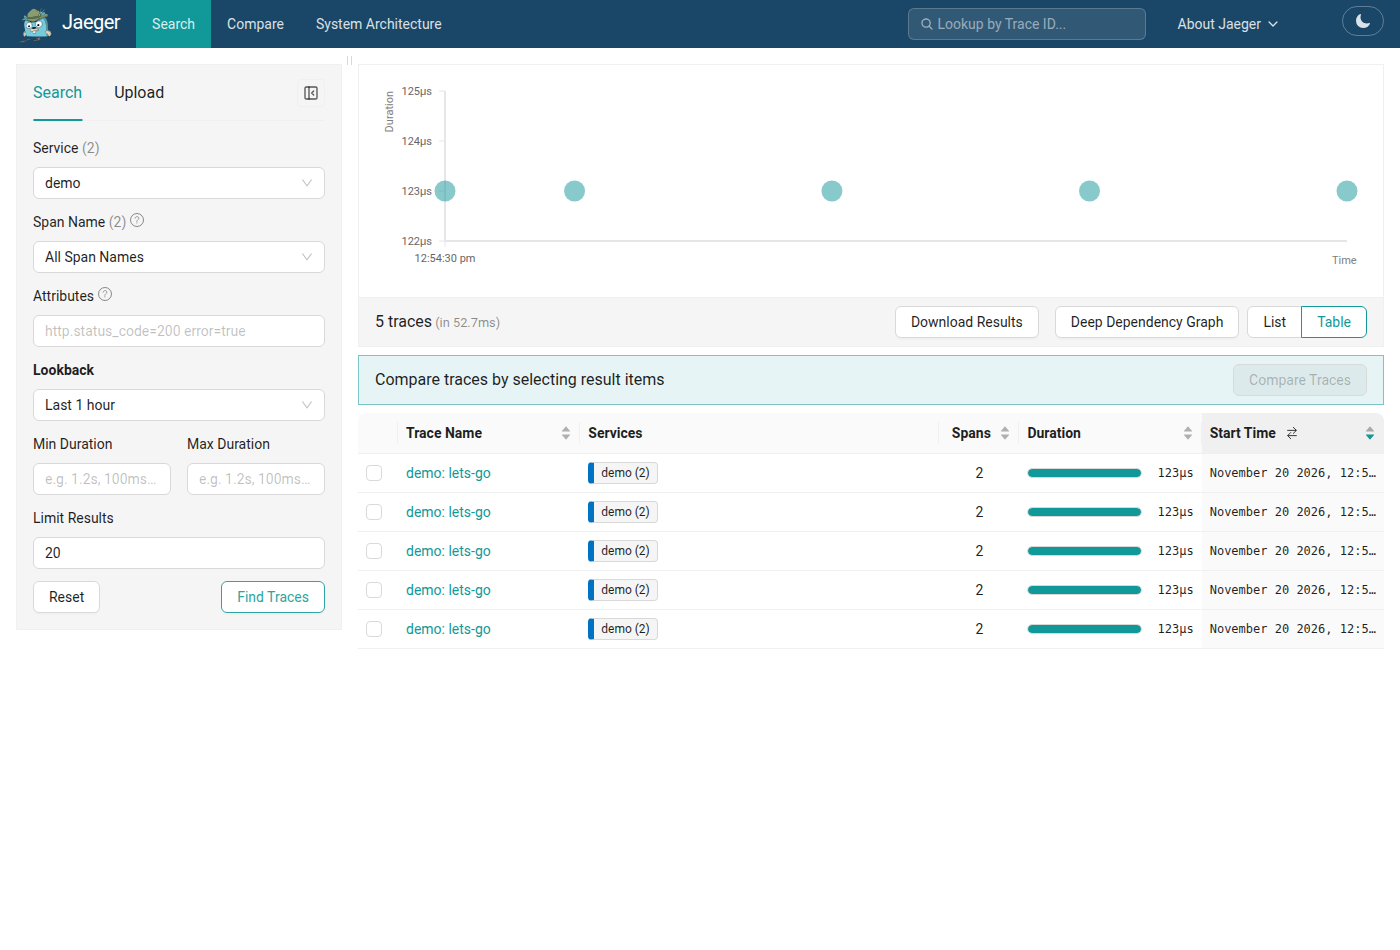 Jaeger
Search
Compare
System Architecture
Lookup by Trace ID...
About Jaeger
Search
Upload
Service (2)
demo
Span Name (2)
All Span Names
Attributes
http.status_code=200 error=true
Lookback
Last 1 hour
Min Duration
Max Duration
e.g. 1.2s, 100ms...
e.g. 1.2s, 100ms...
Limit Results
20
Reset
Find Traces
Duration
125μs
124μs
123μs
122μs
12:54:30 pm
Time
5 traces (in 52.7ms)
Download Results
Deep Dependency Graph
List
Table
Compare traces by selecting result items
Compare Traces
Trace Name Services Spans Duration Start Time
demo: lets-go demo (2) 2 123μs November 20 2026, 12:5…
demo: lets-go demo (2) 2 123μs November 20 2026, 12:5…
demo: lets-go demo (2) 2 123μs November 20 2026, 12:5…
demo: lets-go demo (2) 2 123μs November 20 2026, 12:5…
demo: lets-go demo (2) 2 123μs November 20 2026, 12:5…